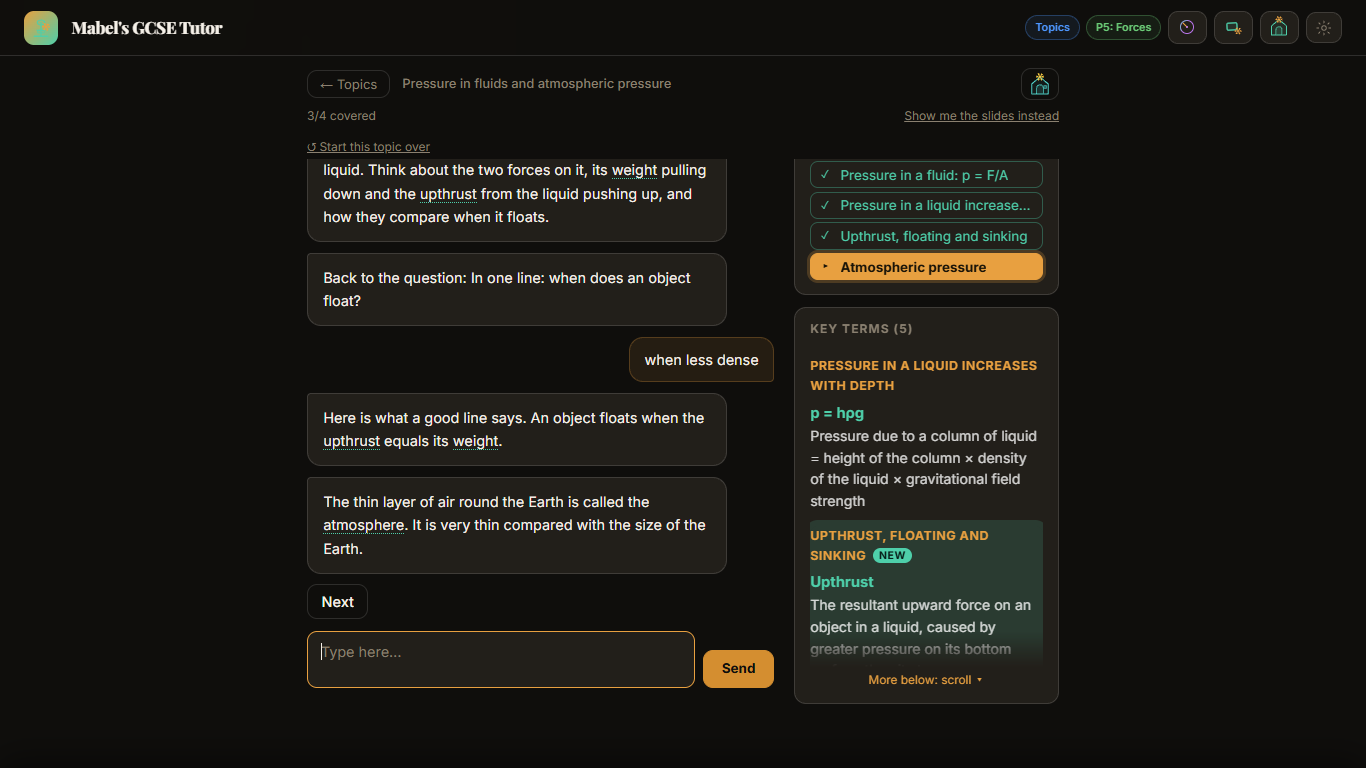 Mabel's GCSE Tutor
Topics
P5: Forces
← Topics
Pressure in fluids and atmospheric pressure
3/4 covered
Show me the slides instead
↺ Start this topic over
liquid. Think about the two forces on it, its weight pulling
down and the upthrust from the liquid pushing up, and
how they compare when it floats.
Back to the question: In one line: when does an object
float?
when less dense
Here is what a good line says. An object floats when the
upthrust equals its weight.
The thin layer of air round the Earth is called the
atmosphere. It is very thin compared with the size of the
Earth.
Next
Type here...
Send
✓ Pressure in a fluid: p = F/A
✓ Pressure in a liquid increase...
✓ Upthrust, floating and sinking
‣ Atmospheric pressure
KEY TERMS (5)
PRESSURE IN A LIQUID INCREASES
WITH DEPTH
p = hρg
Pressure due to a column of liquid
= height of the column × density
of the liquid × gravitational field
strength
UPTHRUST, FLOATING AND
SINKING NEW
Upthrust
The resultant upward force on an
object in a liquid, caused by
greater pressure on its bottom
More below: scroll ▾